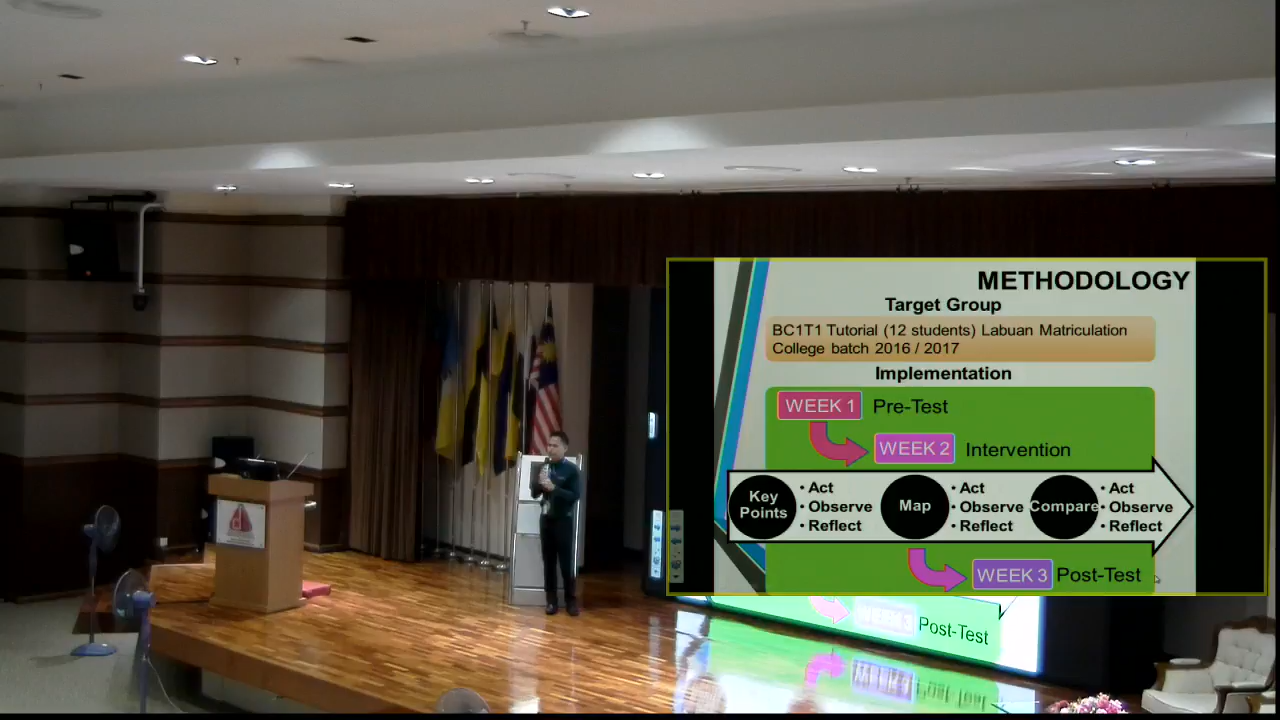 METHODOLOGY
Target Group
BC1T1 Tutorial (12 students) Labuan Matriculation
College batch 2016 / 2017
Implementation
WEEK 1 Pre-Test
WEEK 2 Intervention
Key
Points
• Act
• Observe
• Reflect
Map
• Act
• Observe
• Reflect
Compare
• Act
• Observe
• Reflect
WEEK 3 Post-Test
WEEK 3 Post-Test